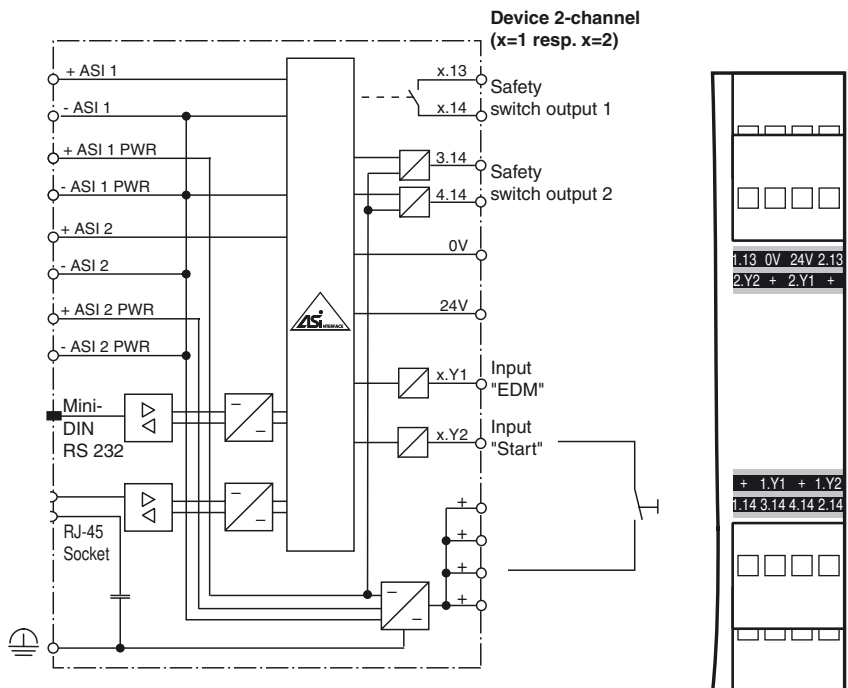 Device 2-channel
(x=1 resp. x=2)
+ ASI 1
- ASI 1
+ ASI 1 PWR
- ASI 1 PWR
+ ASI 2
- ASI 2
+ ASI 2 PWR
- ASI 2 PWR
Mini-
DIN
RS 232
RJ-45
Socket
ASi
INTERFACE
x.13
x.14
Safety
switch output 1
3.14
4.14
Safety
switch output 2
0V
24V
x.Y1
Input
"EDM"
x.Y2
Input
"Start"
+
+
+
+
1.13 0V 24V 2.13
2.Y2 + 2.Y1 +
+ 1.Y1 + 1.Y2
1.14 3.14 4.14 2.14